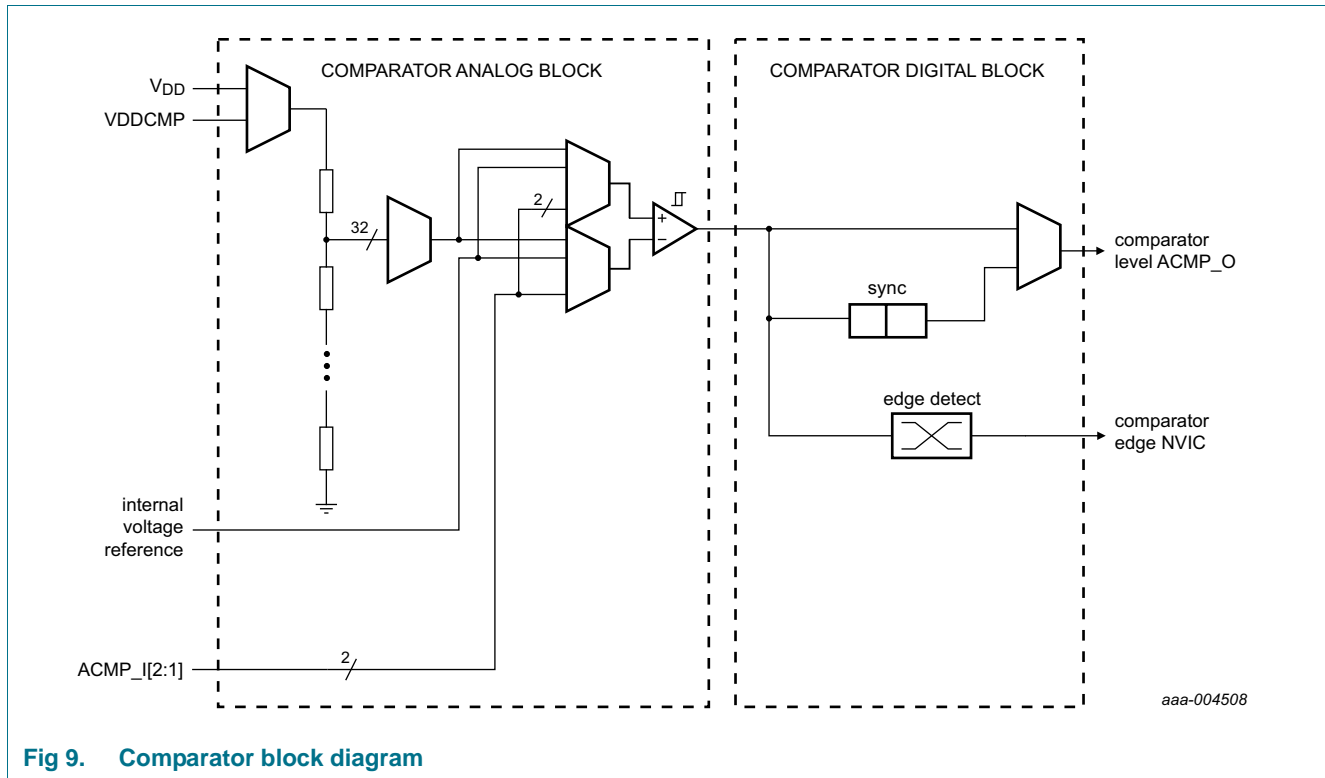 COMPARATOR ANALOG BLOCK
COMPARATOR DIGITAL BLOCK
VDD
VDDCMP
32
2
+
−
sync
comparator
level ACMP_O
edge detect
comparator
edge NVIC
internal
voltage
reference
ACMP_I[2:1]
2
aaa-004508
Fig 9. Comparator block diagram